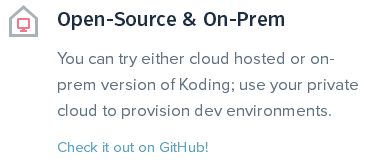 Open-Source & On-Prem
You can try either cloud hosted or on-
prem version of Koding; use your private
cloud to provision dev environments.
Check it out on GitHub!